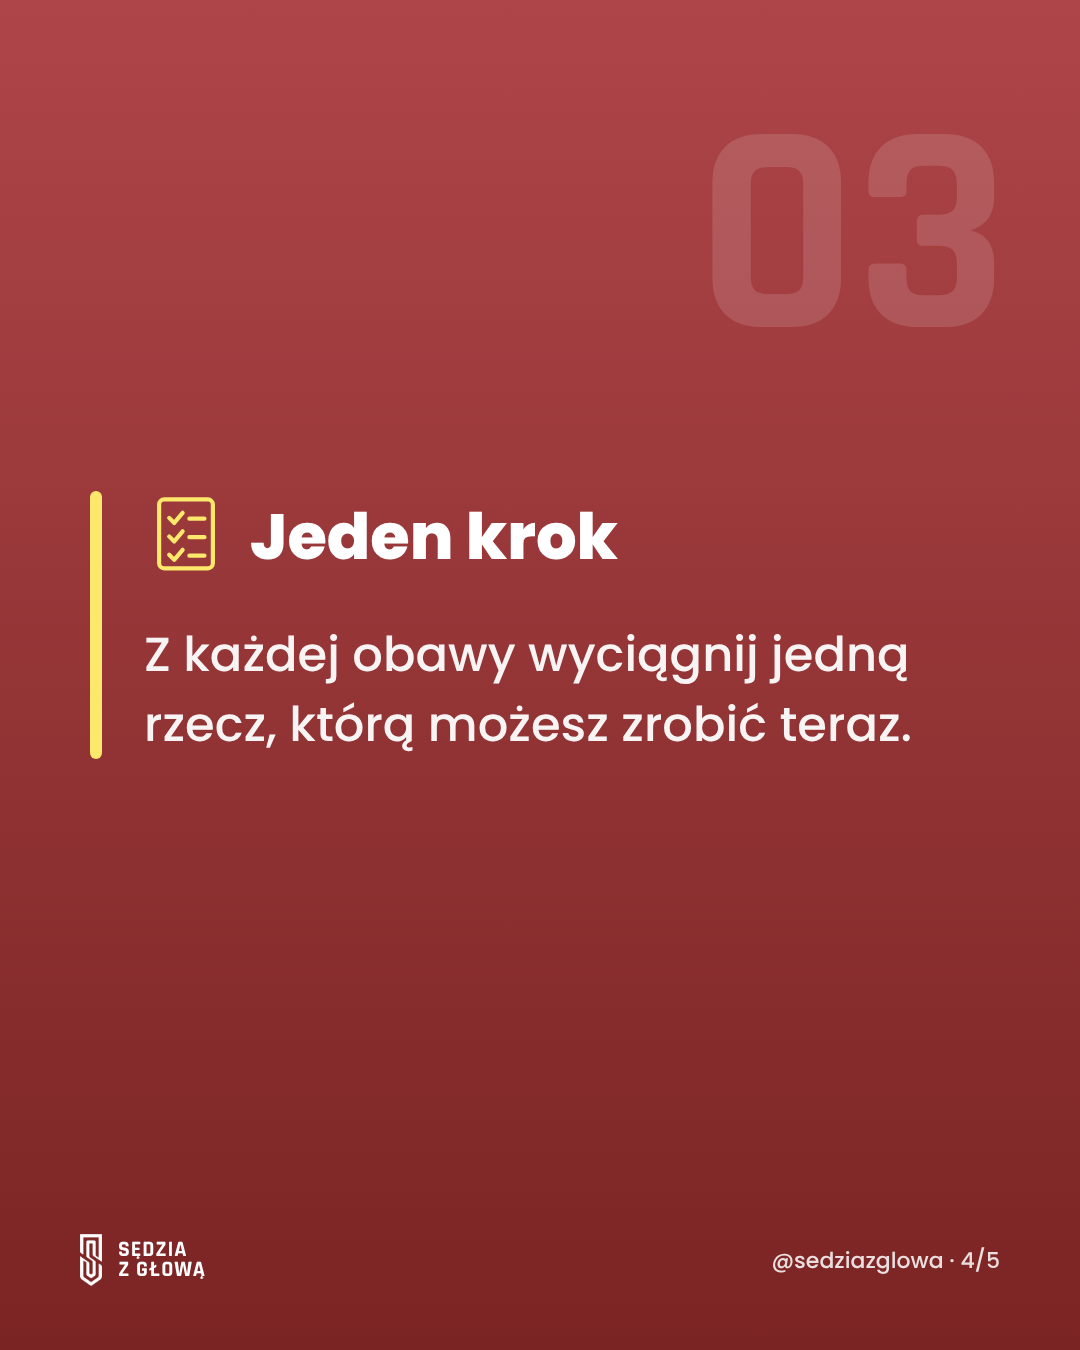 03
Jeden krok
Z każdej obawy wyciągnij jedną
rzecz, którą możesz zrobić teraz.
SĘDZIA
Z GŁOWĄ
@sedziazglowa · 4/5